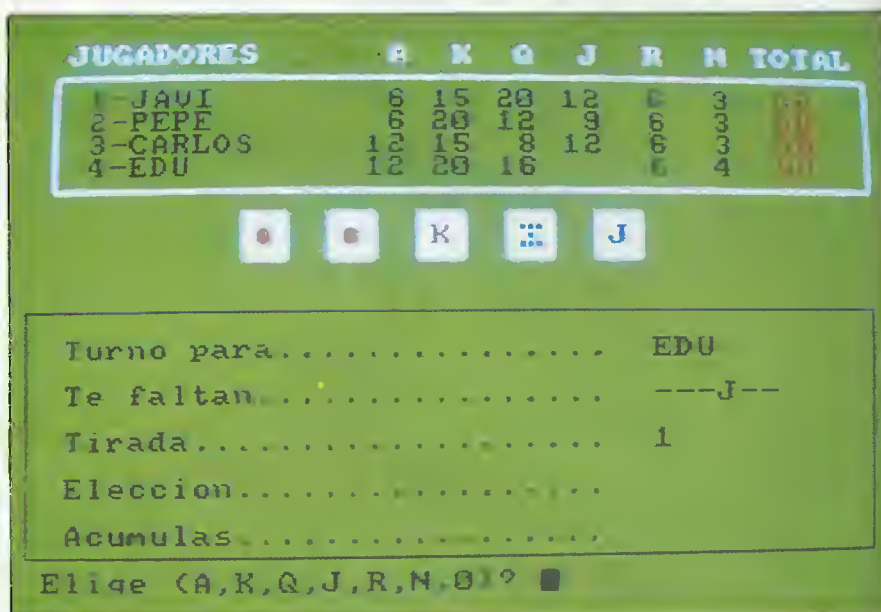 JUGADORES A K Q J R N TOTAL
1-JAVI 6 15 20 12 6 3
2-PEPE 6 20 12 9 6 3
3-CARLOS 12 15 8 12 6 3
4-EDU 12 20 16 6 4
K J
Turno para................ EDU
Te faltan................. ---J--
Tirada.................... 1
Eleccion..................
Acumulas..................
Elige (A,K,Q,J,R,N,0)?